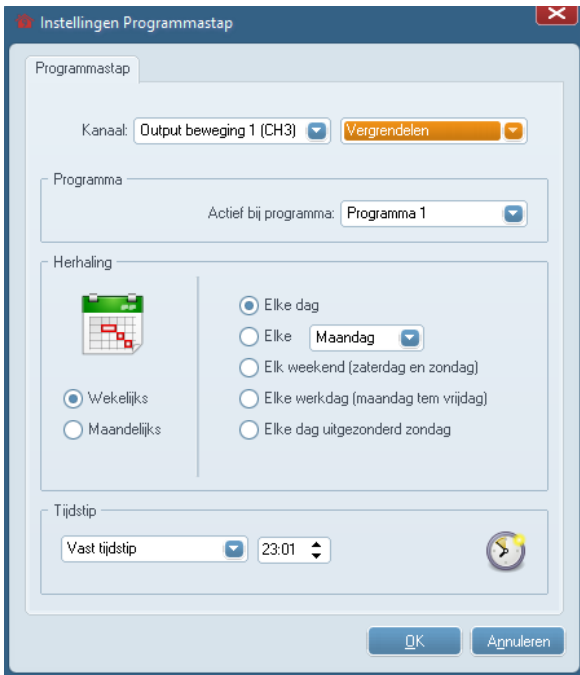 Instellingen Programmastap
Programmastap
Kanaal: Output beweging 1 (CH3) Vergrendelen
Programma
Actief bij programma: Programma 1
Herhaling
Elke dag
Elke Maandag
Elk weekend (zaterdag en zondag)
Wekelijks Elke werkdag (maandag tem vrijdag)
Maandelijks Elke dag uitgezonderd zondag
Tijdstip
Vast tijdstip 23:01
OK Annuleren